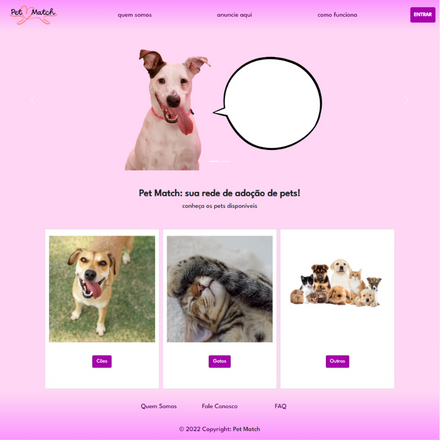 Pet Match
quem somos
anuncie aqui
como funciona
ENTRAR
Pet Match: sua rede de adoção de pets!
conheça os pets disponíveis
Cães
Gatos
Outros
Quem Somos
Fale Conosco
FAQ
© 2022 Copyright: Pet Match